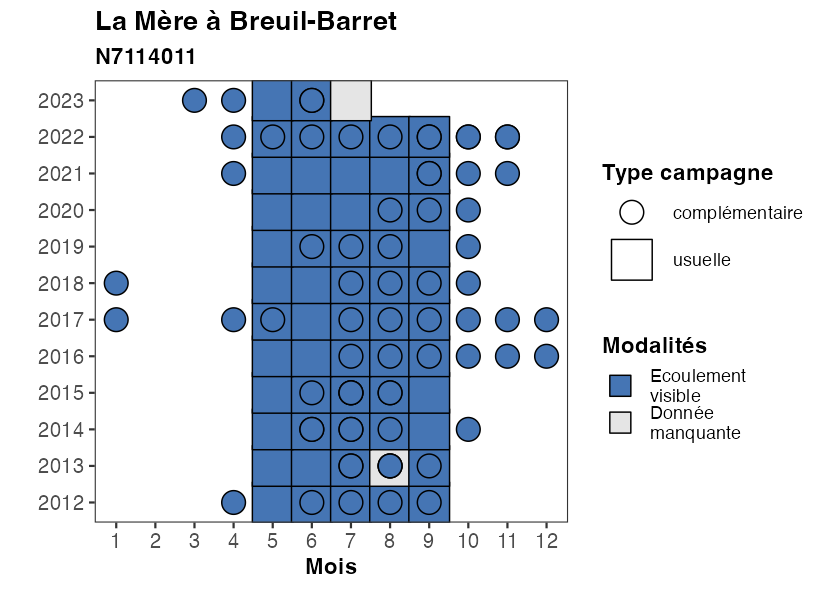 La Mère à Breuil-Barret
N7114011
2023
2022
2021
2020
2019
2018
2017
2016
2015
2014
2013
2012
1 2 3 4 5 6 7 8 9 10 11 12
Mois
Type campagne
complémentaire
usuelle
Modalités
Ecoulement
visible
Donnée
manquante